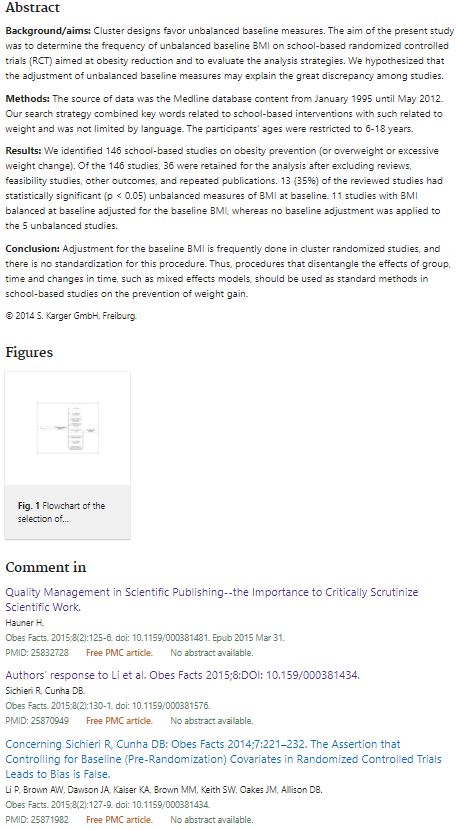 Abstract
Background/aims: Cluster designs favor unbalanced baseline measures. The aim of the present study
was to determine the frequency of unbalanced baseline BMI on school-based randomized controlled
trials (RCT) aimed at obesity reduction and to evaluate the analysis strategies. We hypothesized that
the adjustment of unbalanced baseline measures may explain the great discrepancy among studies.
Methods: The source of data was the Medline database content from January 1995 until May 2012.
Our search strategy combined key words related to school-based interventions with such related to
weight and was not limited by language. The participants' ages were restricted to 6-18 years.
Results: We identified 146 school-based studies on obesity prevention (or overweight or excessive
weight change). Of the 146 studies, 36 were retained for the analysis after excluding reviews,
feasibility studies, other outcomes, and repeated publications. 13 (35%) of the reviewed studies had
statistically significant (p < 0.05) unbalanced measures of BMI at baseline. 11 studies with BMI
balanced at baseline adjusted for the baseline BMI, whereas no baseline adjustment was applied to
the 5 unbalanced studies.
Conclusion: Adjustment for the baseline BMI is frequently done in cluster randomized studies, and
there is no standardization for this procedure. Thus, procedures that disentangle the effects of group,
time and changes in time, such as mixed effects models, should be used as standard methods in
school-based studies on the prevention of weight gain.
© 2014 S. Karger GmbH, Freiburg.
Figures
Fig. 1 Flowchart of the
selection of...
Comment in
Quality Management in Scientific Publishing--the Importance to Critically Scrutinize
Scientific Work.
Hauner H.
Obes Facts. 2015;8(2):125-6. doi: 10.1159/000381481. Epub 2015 Mar 31.
PMID: 25832728 Free PMC article. No abstract available.
Authors' response to Li et al. Obes Facts 2015;8:DOI: 10.159/000381434.
Sichieri R, Cunha DB.
Obes Facts. 2015;8(2):130-1. doi: 10.1159/000381576.
PMID: 25870949 Free PMC article. No abstract available.
Concerning Sichieri R, Cunha DB: Obes Facts 2014;7:221–232. The Assertion that
Controlling for Baseline (Pre-Randomization) Covariates in Randomized Controlled Trials
Leads to Bias is False.
Li P, Brown AW, Dawson JA, Kaiser KA, Brown MM, Keith SW, Oakes JM, Allison DB.
Obes Facts. 2015;8(2):127-9. doi: 10.1159/000381434.
PMID: 25871982 Free PMC article. No abstract available.